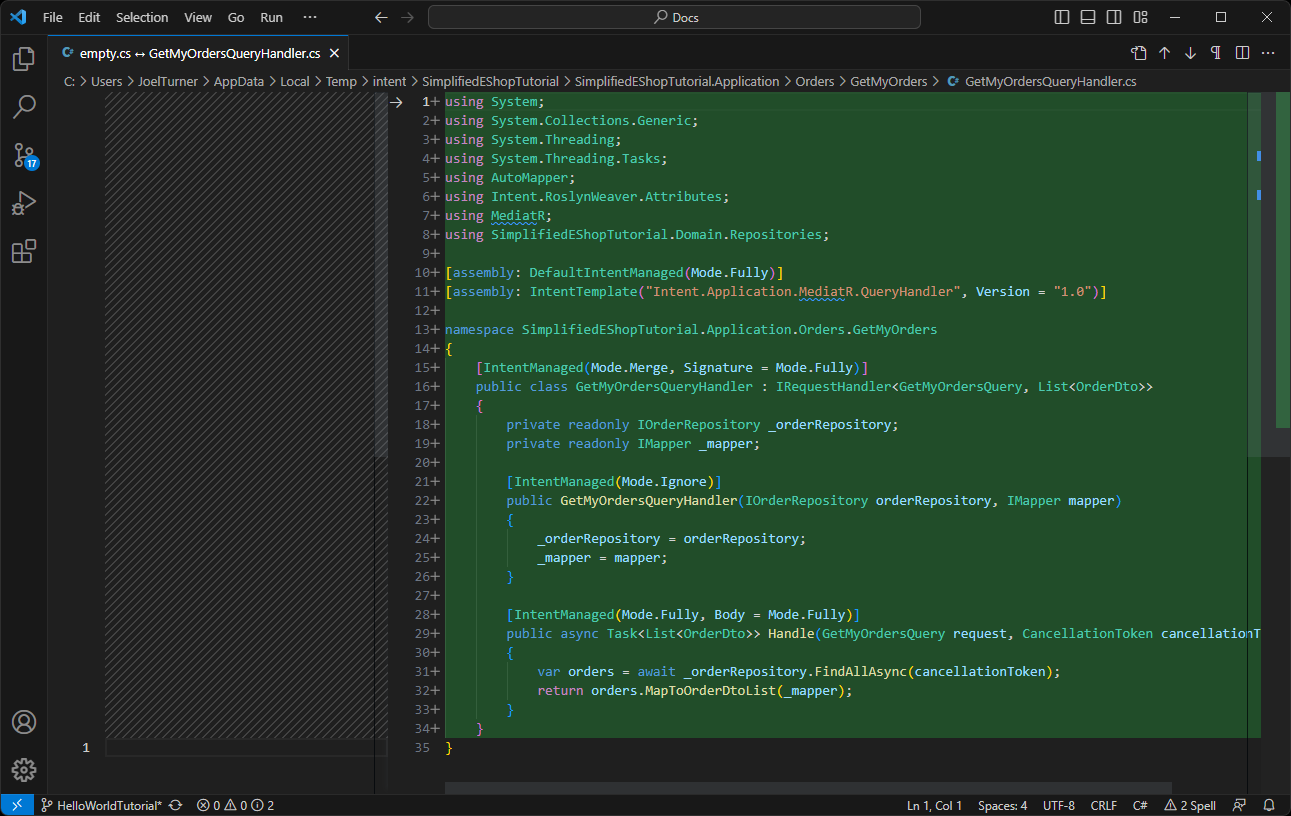 File Edit Selection View Go Run ··· Docs
empty.cs ↔ GetMyOrdersQueryHandler.cs
C: > Users > JoelTurner > AppData > Local > Temp > intent > SimplifiedEShopTutorial > SimplifiedEShopTutorial.Application > Orders > GetMyOrders > GetMyOrdersQueryHandler.cs
1+ using System;
2+ using System.Collections.Generic;
3+ using System.Threading;
4+ using System.Threading.Tasks;
5+ using AutoMapper;
6+ using Intent.RoslynWeaver.Attributes;
7+ using MediatR;
8+ using SimplifiedEShopTutorial.Domain.Repositories;
9+
10+ [assembly: DefaultIntentManaged(Mode.Fully)]
11+ [assembly: IntentTemplate("Intent.Application.MediatR.QueryHandler", Version = "1.0")]
12+
13+ namespace SimplifiedEShopTutorial.Application.Orders.GetMyOrders
14+ {
15+     [IntentManaged(Mode.Merge, Signature = Mode.Fully)]
16+     public class GetMyOrdersQueryHandler : IRequestHandler<GetMyOrdersQuery, List<OrderDto>>
17+     {
18+         private readonly IOrderRepository _orderRepository;
19+         private readonly IMapper _mapper;
20+
21+         [IntentManaged(Mode.Ignore)]
22+         public GetMyOrdersQueryHandler(IOrderRepository orderRepository, IMapper mapper)
23+         {
24+             _orderRepository = orderRepository;
25+             _mapper = mapper;
26+         }
27+
28+         [IntentManaged(Mode.Fully, Body = Mode.Fully)]
29+         public async Task<List<OrderDto>> Handle(GetMyOrdersQuery request, CancellationToken cancellationT
30+         {
31+             var orders = await _orderRepository.FindAllAsync(cancellationToken);
32+             return orders.MapToOrderDtoList(_mapper);
33+         }
34+     }
1
35 }
17
HelloWorldTutorial* 0 0 2 Ln 1, Col 1 Spaces: 4 UTF-8 CRLF C# 2 Spell